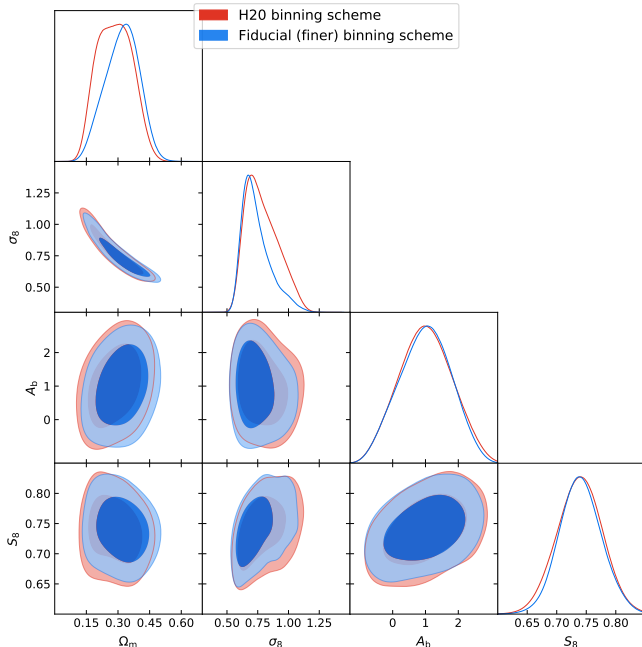 H20 binning scheme
Fiducial (finer) binning scheme
1.25
1.00
0.75
0.50
σ8
2
1
0
Ab
0.80
0.75
0.70
0.65
S8
0.15 0.30 0.45 0.60
0.50 0.75 1.00 1.25
0 1 2
0.65 0.70 0.75 0.80
Ωm σ8 Ab S8